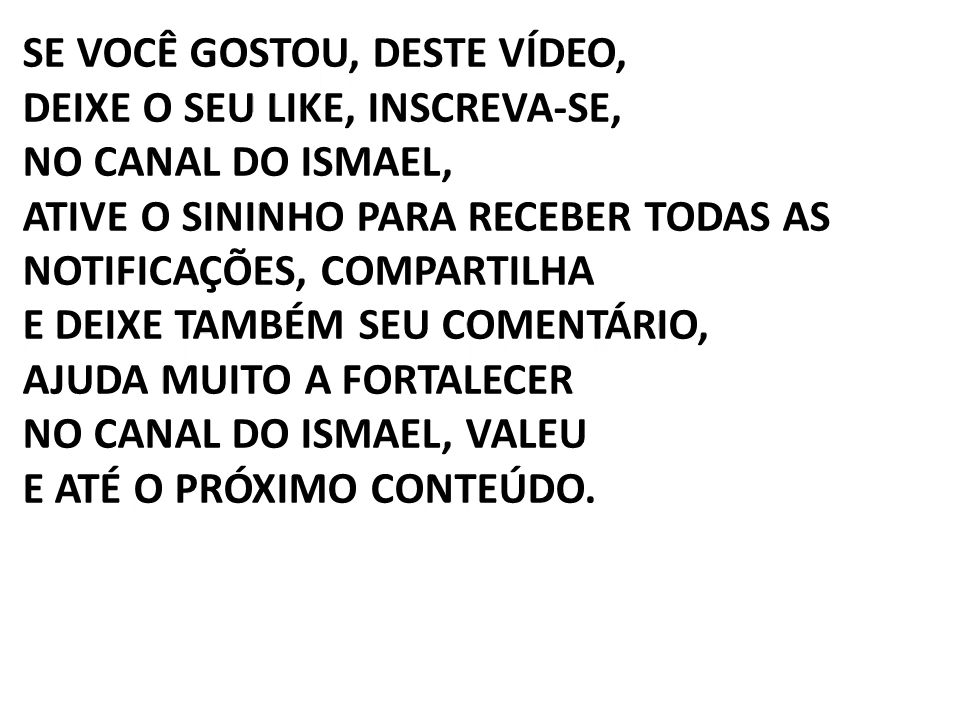 SE VOCÊ GOSTOU, DESTE VÍDEO,
DEIXE O SEU LIKE, INSCREVA-SE,
NO CANAL DO ISMAEL,
ATIVE O SININHO PARA RECEBER TODAS AS
NOTIFICAÇÕES, COMPARTILHA
E DEIXE TAMBÉM SEU COMENTÁRIO,
AJUDA MUITO A FORTALECER
NO CANAL DO ISMAEL, VALEU
E ATÉ O PRÓXIMO CONTEÚDO.